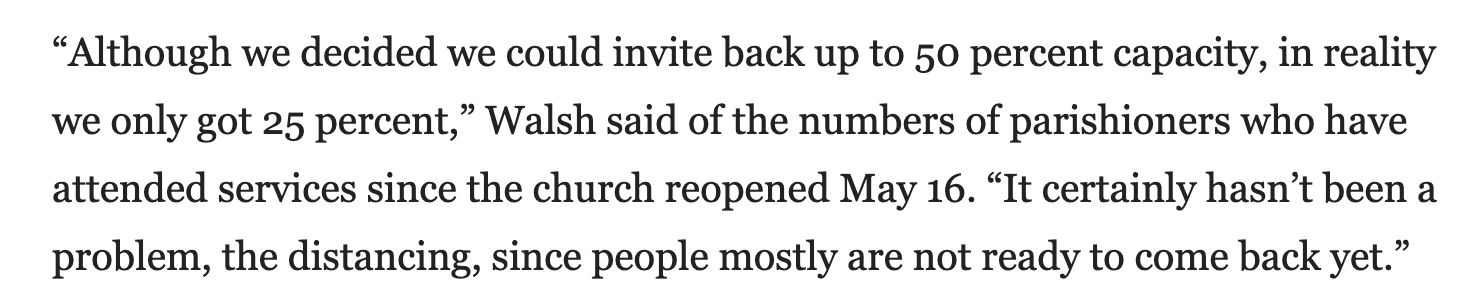 “Although we decided we could invite back up to 50 percent capacity, in reality
we only got 25 percent,” Walsh said of the numbers of parishioners who have
attended services since the church reopened May 16. “It certainly hasn’t been a
problem, the distancing, since people mostly are not ready to come back yet.”